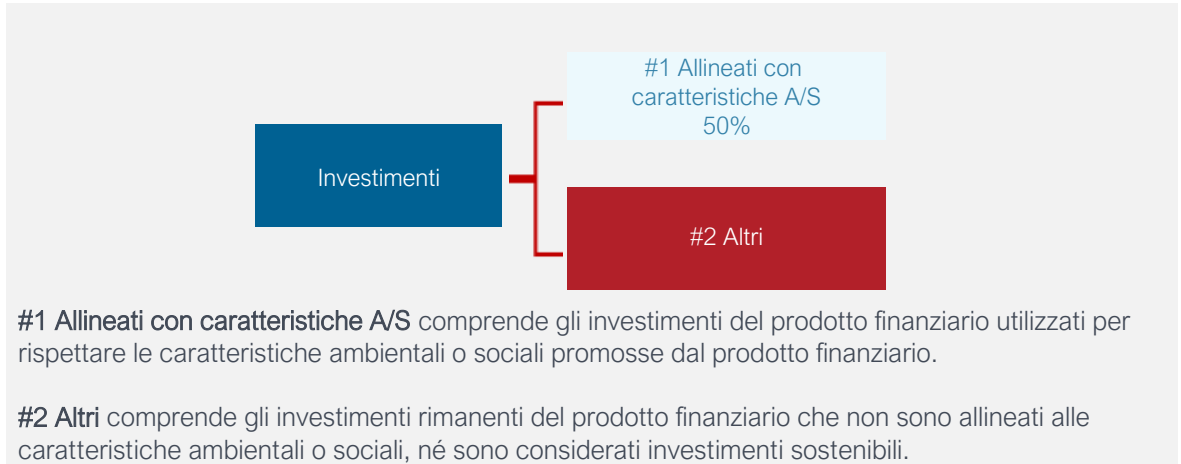 #1 Allineati con
caratteristiche A/S
50%
Investimenti
#2 Altri
#1 Allineati con caratteristiche A/S comprende gli investimenti del prodotto finanziario utilizzati per
rispettare le caratteristiche ambientali o sociali promosse dal prodotto finanziario.
#2 Altri comprende gli investimenti rimanenti del prodotto finanziario che non sono allineati alle
caratteristiche ambientali o sociali, né sono considerati investimenti sostenibili.